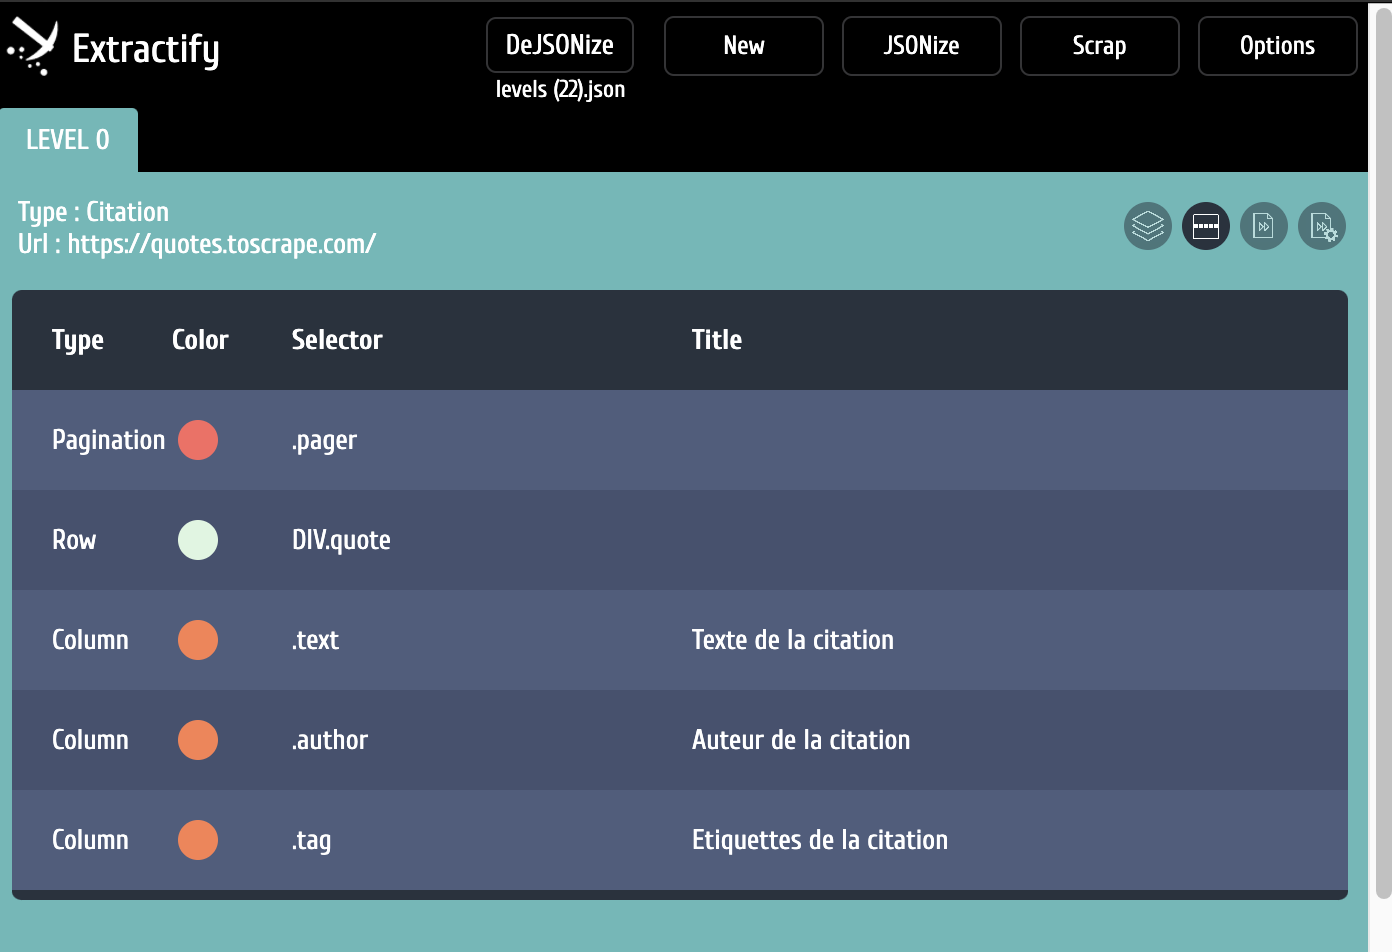 Extractify
DeJSONize
New
JSONize
Scrap
Options
levels (22).json
LEVEL 0
Type : Citation
Url : https://quotes.toscrape.com/
Type Color Selector Title
Pagination .pager
Row DIV.quote
Column .text Texte de la citation
Column .author Auteur de la citation
Column .tag Etiquettes de la citation